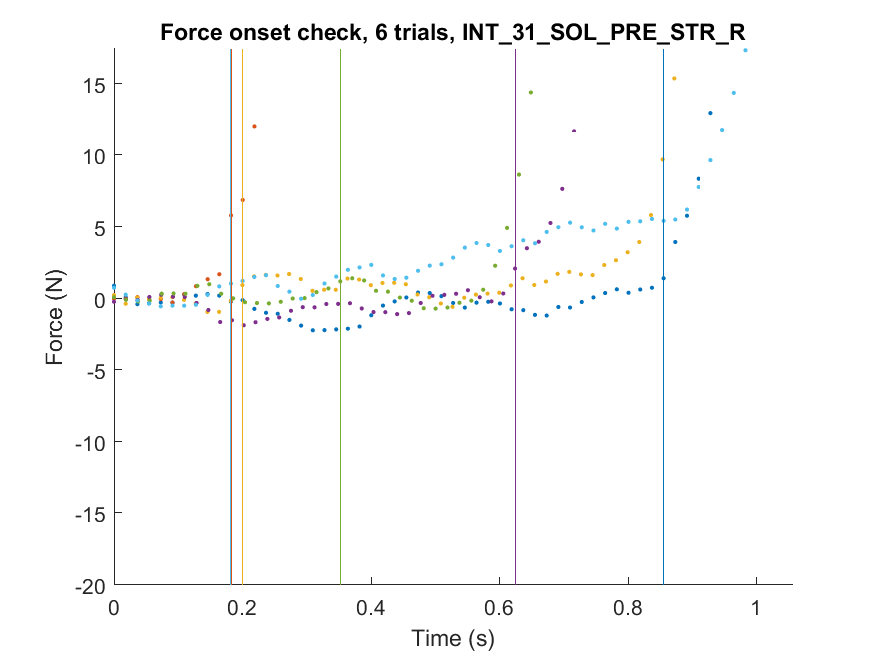 Force onset check, 6 trials, INT_31_SOL_PRE_STR_R
15
10
5
0
-5
-10
-15
-20
Force (N)
0 0.2 0.4 0.6 0.8 1
Time (s)